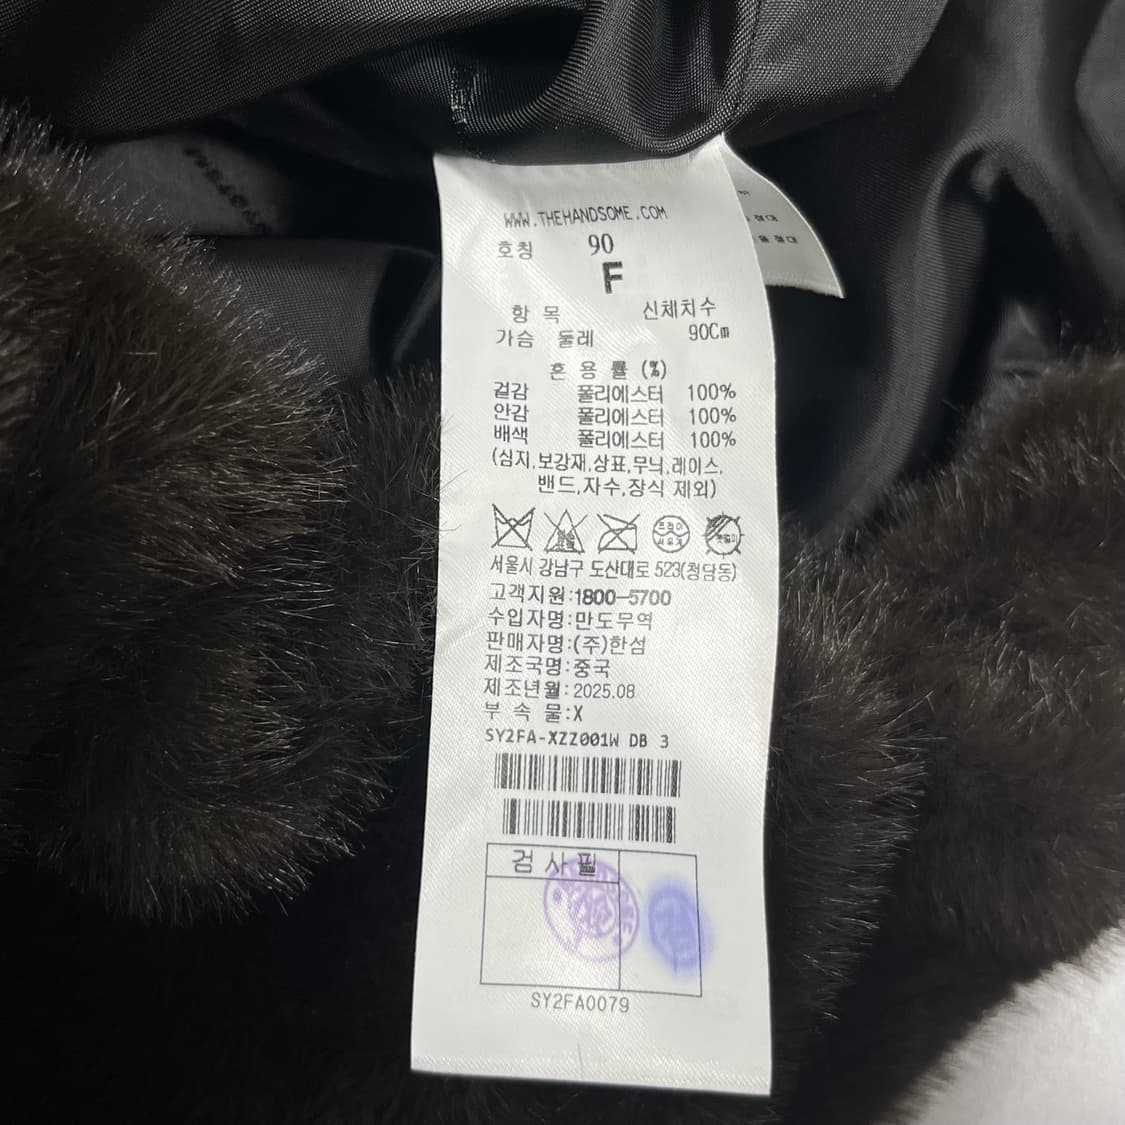 WWW.THEHANDSOME.COM
호칭 90
F
항 목 신체치수
가슴 둘레 90Cm
혼 용 률 (%)
겉감 폴리에스터 100%
안감 폴리에스터 100%
배색 폴리에스터 100%
(심지,보강재,상표,무늬,레이스,
밴드,자수,장식 제외)
서울시 강남구 도산대로 523(청담동)
고객지원:1800-5700
수입자명:만도무역
판매자명:(주)한섬
제조국명:중국
제조년월:2025.08
부 속 물:X
SY2FA-XZZ001W DB 3
검 사 필
SY2FA0079
절대
절대